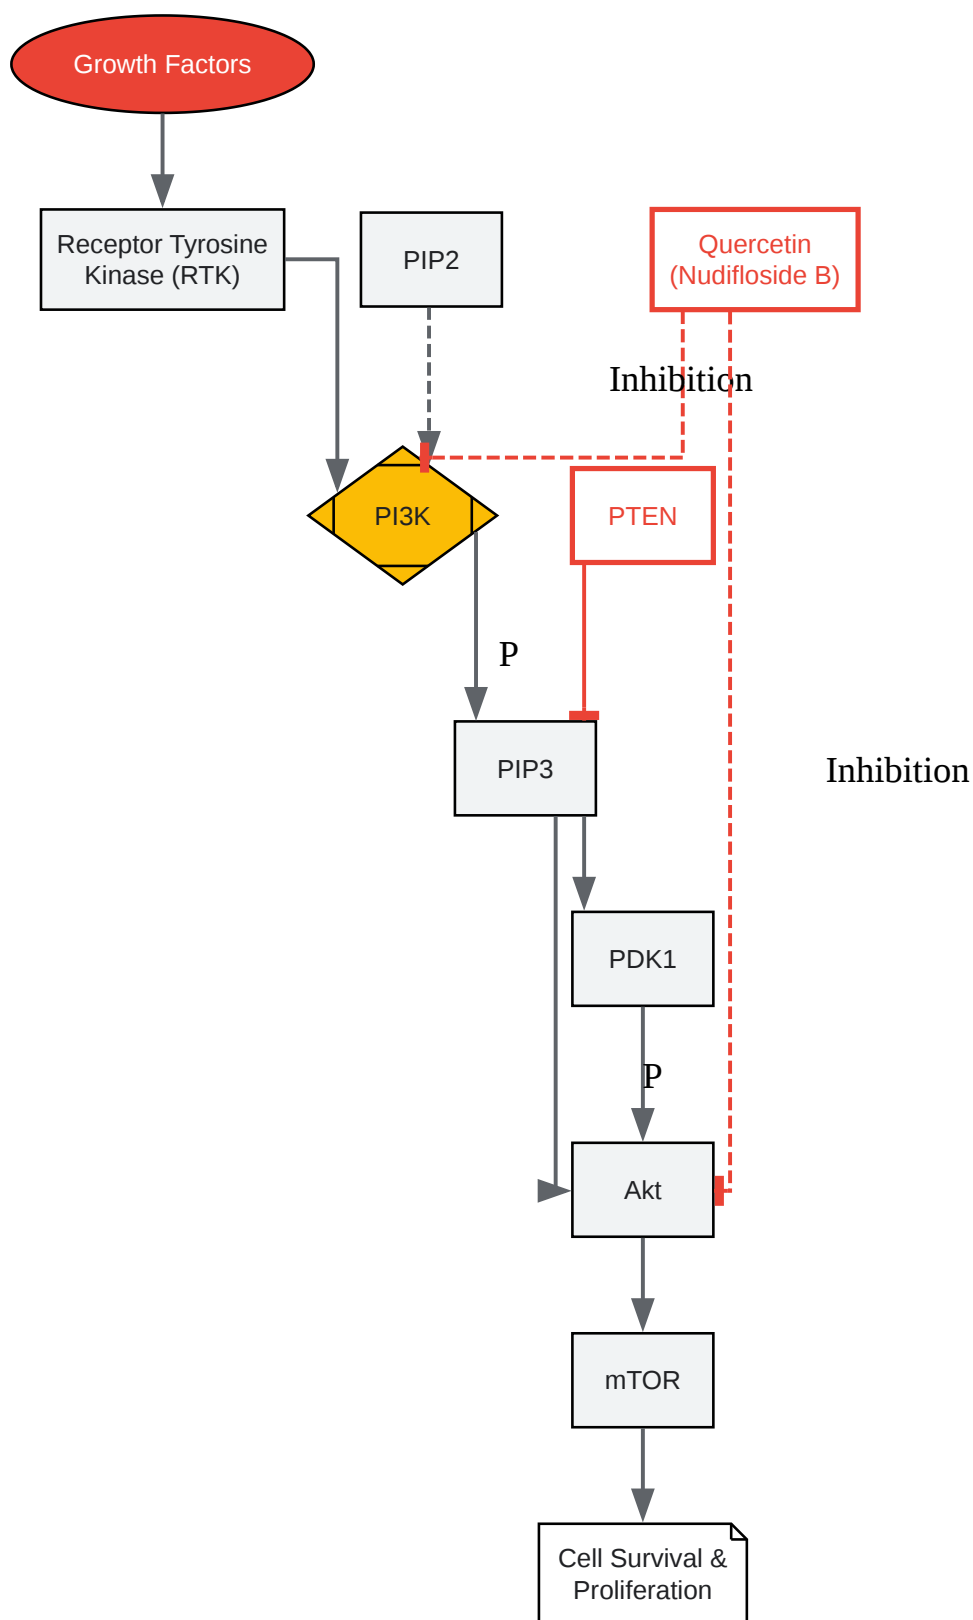 Growth Factors
Receptor Tyrosine
Kinase (RTK)
PIP2
Quercetin
(Nudifloside B)
Inhibition
PI3K
PTEN
P
PIP3
Inhibition
PDK1
P
Akt
mTOR
Cell Survival &
Proliferation